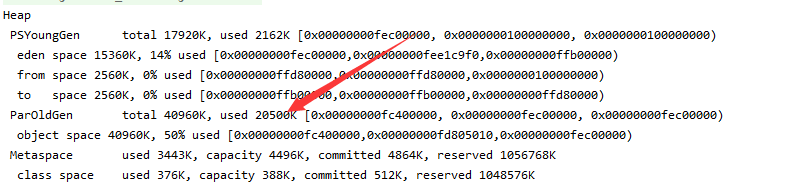 Heap
PSYoungGen total 17920K, used 2162K [0x00000000fec00000, 0x0000000100000000, 0x0000000100000000)
eden space 15360K, 14% used [0x00000000fec00000,0x00000000fee1c9f0,0x00000000ffb00000)
from space 2560K, 0% used [0x00000000ffd80000,0x00000000ffd80000,0x0000000100000000)
to space 2560K, 0% used [0x00000000ffb00000,0x00000000ffb00000,0x00000000ffd80000)
ParOldGen total 40960K, used 20500K [0x00000000fc400000, 0x00000000fec00000, 0x00000000fec00000)
object space 40960K, 50% used [0x00000000fc400000,0x00000000fd805010,0x00000000fec00000)
Metaspace used 3443K, capacity 4496K, committed 4864K, reserved 1056768K
class space used 376K, capacity 388K, committed 512K, reserved 1048576K